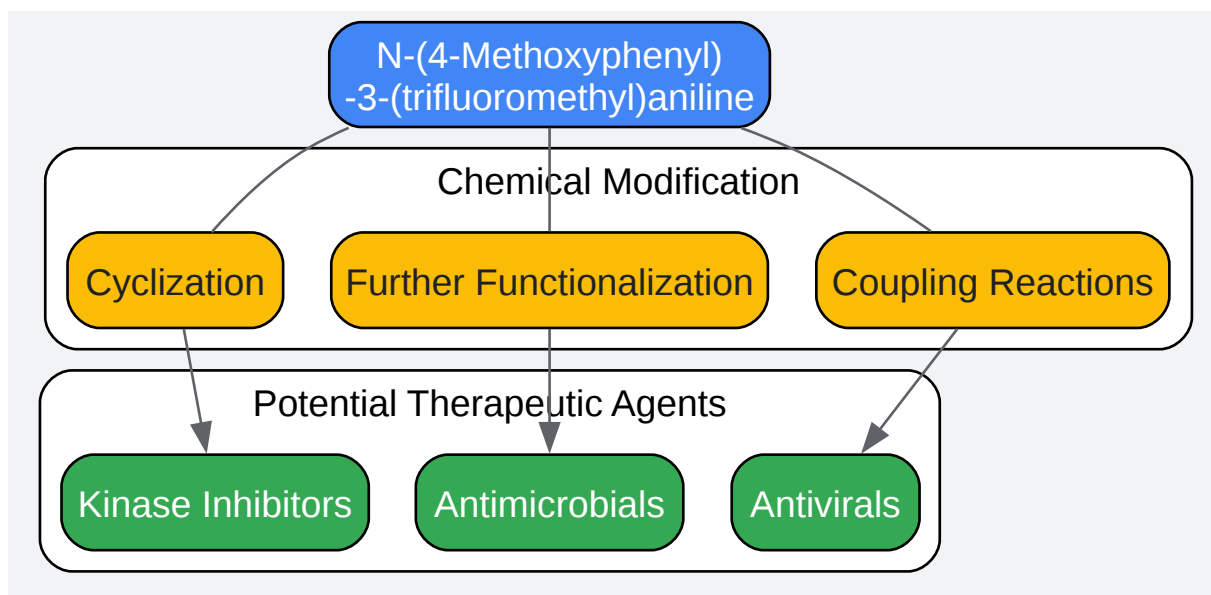 N-(4-Methoxyphenyl)
-3-(trifluoromethyl)aniline
Chemical Modification
Cyclization
Further Functionalization
Coupling Reactions
Potential Therapeutic Agents
Kinase Inhibitors
Antimicrobials
Antivirals